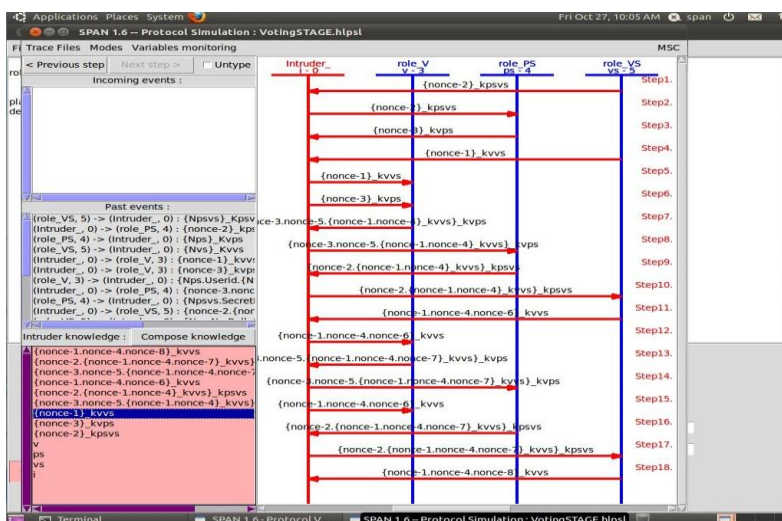 Applications Places System Fri Oct 27, 10:05 AM span
SPAN 1.6 -- Protocol Simulation : VotingSTAGE.hlpsl
Fi Trace Files Modes Variables monitoring MSC
< Previous step Next step > Untype
Incoming events :
Past events :
(role_VS, 5) -> (Intruder_, 0) : {Npsvs}_Kpsv
(Intruder_, 0) -> (role_PS, 4) : {nonce-2}_kps
(role_PS, 4) -> (Intruder_, 0) : {Nps}_Kvps
(role_VS, 5) -> (Intruder_, 0) : {Nvs}_Kvvs
(Intruder_, 0) -> (role_V, 3) : {nonce-1}_kvvs
(Intruder_, 0) -> (role_V, 3) : {nonce-3}_kvps
(role_V, 3) -> (Intruder_, 0) : {Nps.Userid.{N
(Intruder_, 0) -> (role_PS, 4) : {nonce-3.nonc
(role_PS, 4) -> (Intruder_, 0) : {Npsvs.Secret
(Intruder_, 0) -> (role_VS, 5) : {nonce-2.{nor
Intruder knowledge : Compose knowledge
{nonce-1.nonce-4.nonce-8}_kvvs
{nonce-2.{nonce-1.nonce-4.nonce-7}_kvvs}
{nonce-3.nonce-5.{nonce-1.nonce-4.nonce-7
{nonce-1.nonce-4.nonce-6}_kvvs
{nonce-2.{nonce-1.nonce-4}_kvvs}_kpsvs
{nonce-3.nonce-5.{nonce-1.nonce-4}_kvvs}
{nonce-1}_kvvs
{nonce-3}_kvps
{nonce-2}_kpsvs
v
ps
vs
i
Intruder_ role_V role_PS role_VS
i - 0 v - 3 ps - 4 vs - 5
{nonce-2}_kpsvs Step1.
{nonce-2}_kpsvs Step2.
{nonce-3}_kvps Step3.
{nonce-1}_kvvs Step4.
{nonce-1}_kvvs Step5.
{nonce-3}_kvps Step6.
ce-3.nonce-5.{nonce-1.nonce-4}_kvvs}_kvps Step7.
{nonce-3.nonce-5.{nonce-1.nonce-4}_kvvs}_kvps Step8.
{nonce-2.{nonce-1.nonce-4}_kvvs}_kpsvs Step9.
{nonce-2.{nonce-1.nonce-4}_kvvs}_kpsvs Step10.
{nonce-1.nonce-4.nonce-6}_kvvs Step11.
{nonce-1.nonce-4.nonce-6}_kvvs Step12.
3.nonce-5.{nonce-1.nonce-4.nonce-7}_kvvs}_kvps Step13.
{nonce-3.nonce-5.{nonce-1.nonce-4.nonce-7}_kvvs}_kvps Step14.
{nonce-1.nonce-4.nonce-6}_kvvs Step15.
{nonce-2.{nonce-1.nonce-4.nonce-7}_kvvs}_kpsvs Step16.
{nonce-2.{nonce-1.nonce-4.nonce-7}_kvvs}_kpsvs Step17.
{nonce-1.nonce-4.nonce-8}_kvvs Step18.
Terminal SPAN 1.6 - Protocol V SPAN 1.6 -- Protocol Simulation : VotingSTAGE.hlpsl